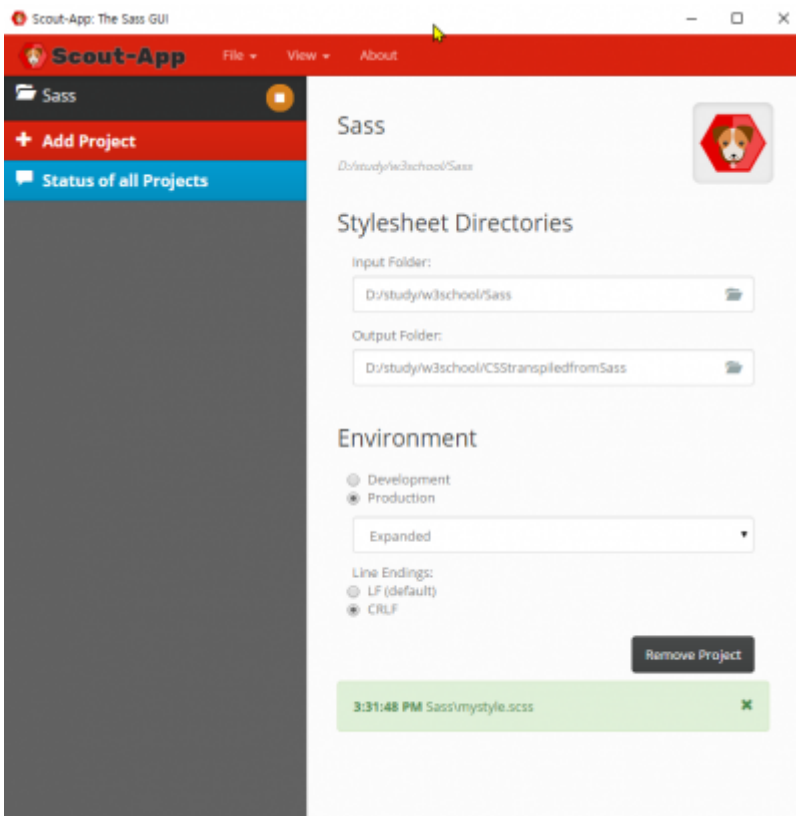 Scout-App: The Sass GUI
Scout-App File View About
Sass
Add Project
Status of all Projects
Sass
D:/study/w3school/Sass
Stylesheet Directories
Input Folder:
D:/study/w3school/Sass
Output Folder:
D:/study/w3school/CSStranspiledfromSass
Environment
Development
Production
Expanded
Line Endings:
LF (default)
CRLF
Remove Project
3:31:48 PM Sass\mystyle.scss